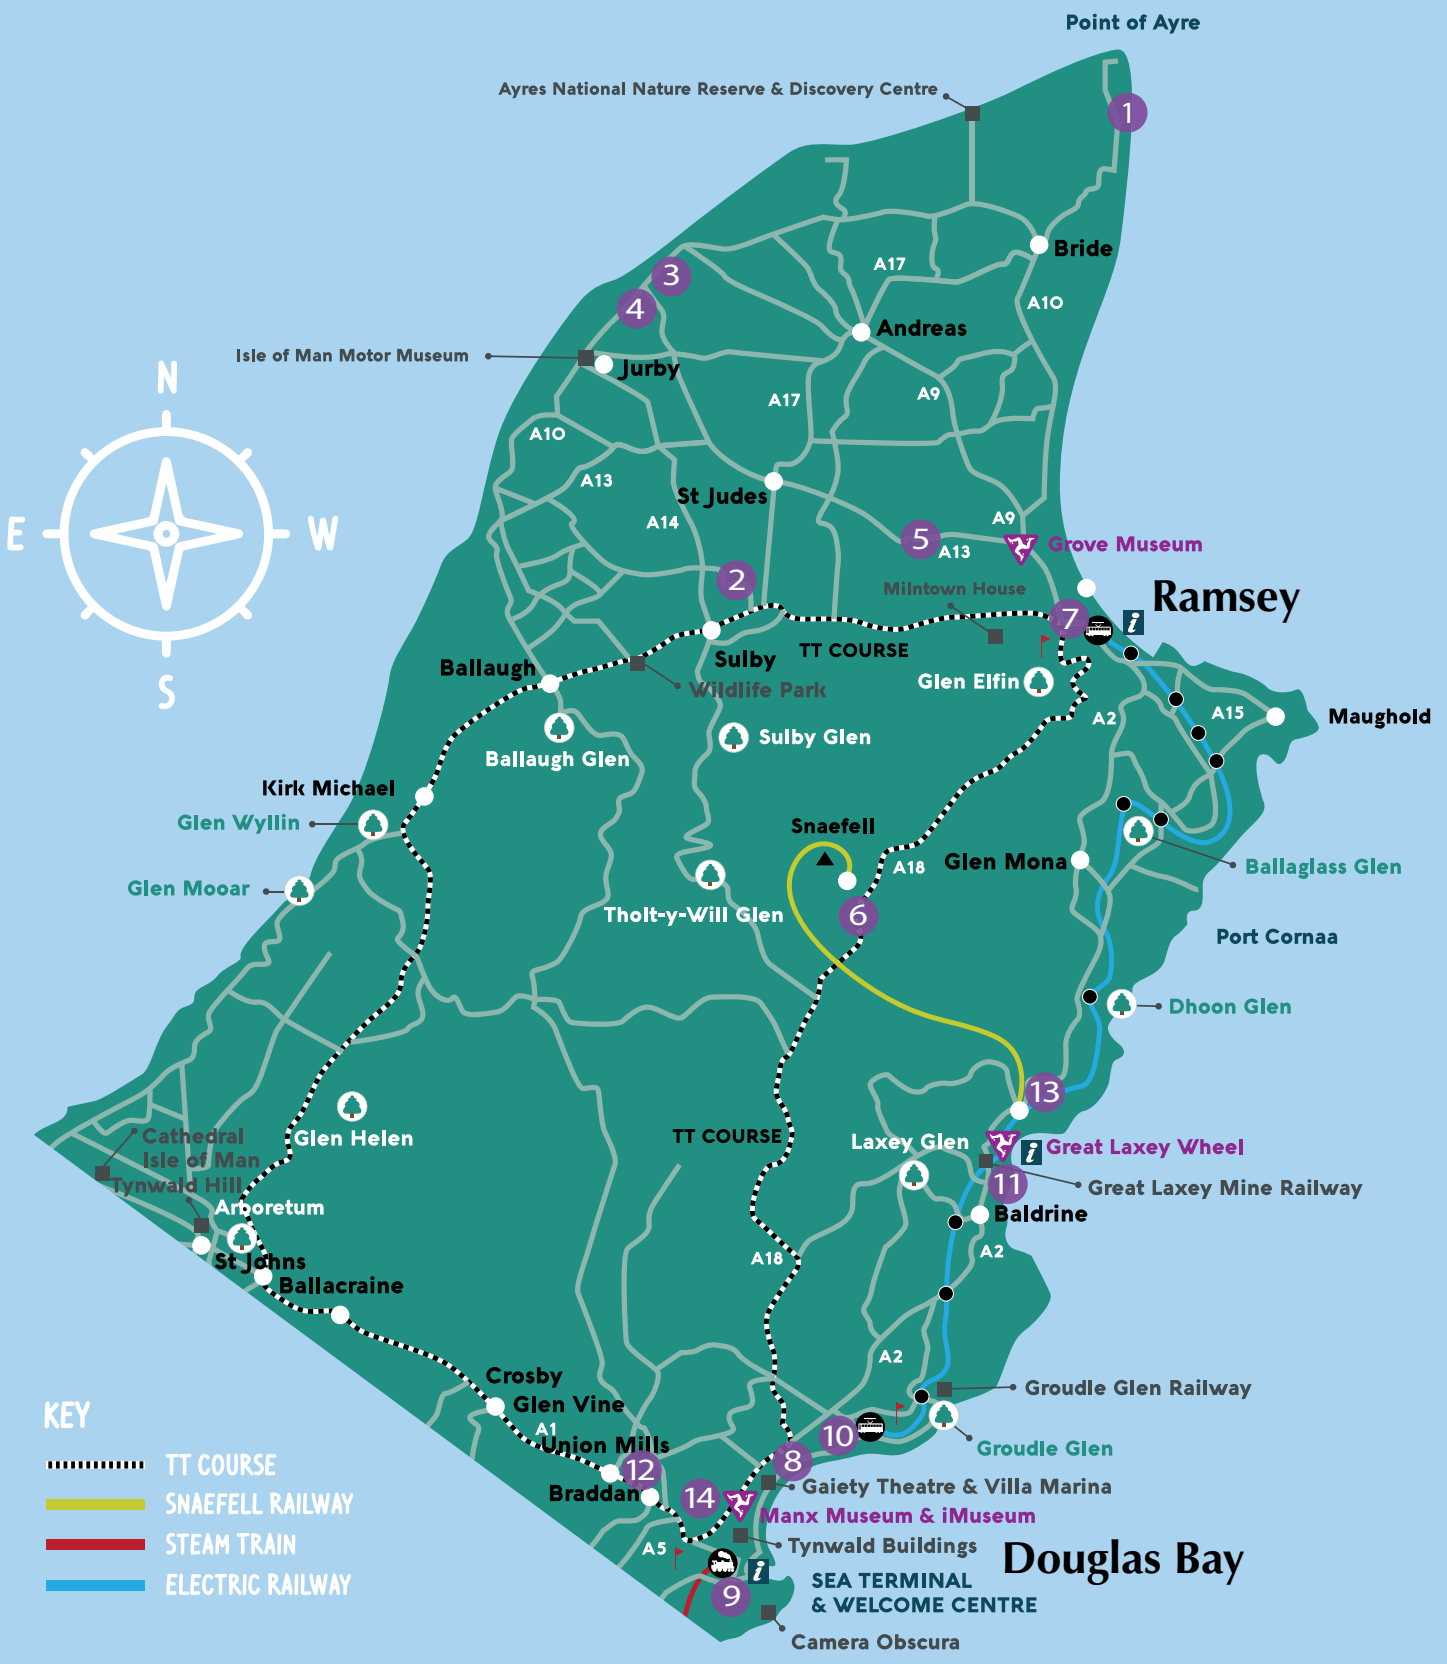 Point of Ayre
Ayres National Nature Reserve & Discovery Centre
1
Bride
A17
3
A10
4
Andreas
Isle of Man Motor Museum
Jurby
N
A17
A9
A10
A13
St Judes
A14
A9
E
W
5
A13
Grove Museum
2
Milntown House
Ramsey
7
i
TT COURSE
Sulby
Ballaugh
Glen Elfin
Wildlife Park
S
A2
A15
Maughold
Sulby Glen
Ballaugh Glen
Kirk Michael
Glen Wyllin
Snaefell
A18
Glen Mona
Ballaglass Glen
Glen Mooar
Tholt-y-Will Glen
6
Port Cornaa
Dhoon Glen
13
Glen Helen
TT COURSE
Laxey Glen
Great Laxey Wheel
i
Cathedral
Isle of Man
Tynwald Hill
11
Great Laxey Mine Railway
Arboretum
Baldrine
St Johns
A18
A2
Ballacraine
A2
Crosby
Groudle Glen Railway
Glen Vine
KEY
A1
10
Union Mills
Groudle Glen
TT COURSE
12
8
Braddan
14
Gaiety Theatre & Villa Marina
SNAEFELL RAILWAY
Manx Museum & iMuseum
STEAM TRAIN
A5
Tynwald Buildings
Douglas Bay
i
ELECTRIC RAILWAY
9
SEA TERMINAL
& WELCOME CENTRE
Camera Obscura